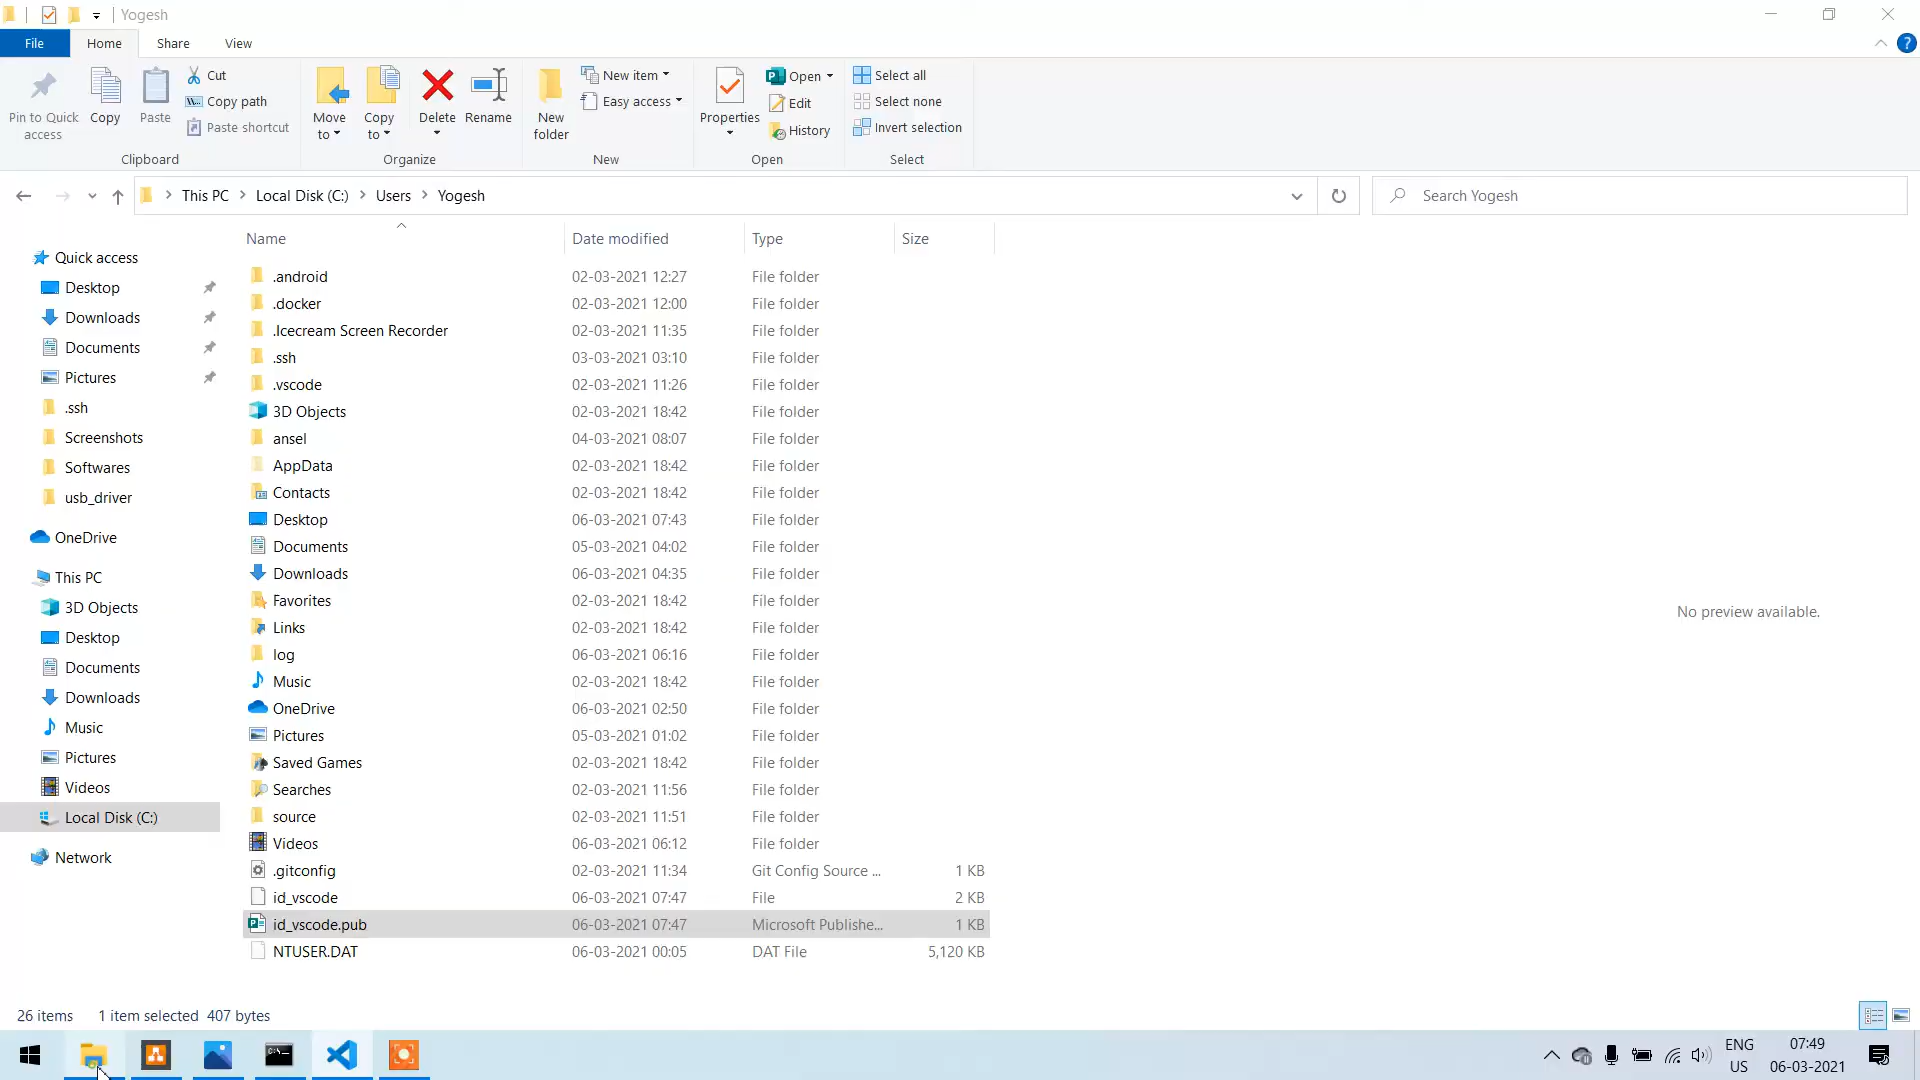 Yogesh
File
Home
Share
View
Pin to Quick access
Copy
Paste
Cut
Copy path
Paste shortcut
Clipboard
Move to
Copy to
Delete
Rename
Organize
New folder
New item
Easy access
New
Properties
Open
Edit
History
Open
Select all
Select none
Invert selection
Select
This PC
Local Disk (C:)
Users
Yogesh
Search Yogesh
Quick access
Desktop
Downloads
Documents
Pictures
.ssh
Screenshots
Softwares
usb_driver
OneDrive
This PC
3D Objects
Desktop
Documents
Downloads
Music
Pictures
Videos
Local Disk (C:)
Network
Name Date modified Type Size
.android 02-03-2021 12:27 File folder
.docker 02-03-2021 12:00 File folder
.Icecream Screen Recorder 02-03-2021 11:35 File folder
.ssh 03-03-2021 03:10 File folder
.vscode 02-03-2021 11:26 File folder
3D Objects 02-03-2021 18:42 File folder
ansel 04-03-2021 08:07 File folder
AppData 02-03-2021 18:42 File folder
Contacts 02-03-2021 18:42 File folder
Desktop 06-03-2021 07:43 File folder
Documents 05-03-2021 04:02 File folder
Downloads 06-03-2021 04:35 File folder
Favorites 02-03-2021 18:42 File folder
Links 02-03-2021 18:42 File folder
log 06-03-2021 06:16 File folder
Music 02-03-2021 18:42 File folder
OneDrive 06-03-2021 02:50 File folder
Pictures 05-03-2021 01:02 File folder
Saved Games 02-03-2021 18:42 File folder
Searches 02-03-2021 11:56 File folder
source 02-03-2021 11:51 File folder
Videos 06-03-2021 06:12 File folder
.gitconfig 02-03-2021 11:34 Git Config Source ... 1 KB
id_vscode 06-03-2021 07:47 File 2 KB
id_vscode.pub 06-03-2021 07:47 Microsoft Publishe... 1 KB
NTUSER.DAT 06-03-2021 00:05 DAT File 5,120 KB
No preview available.
26 items 1 item selected 407 bytes
ENG
US
07:49
06-03-2021